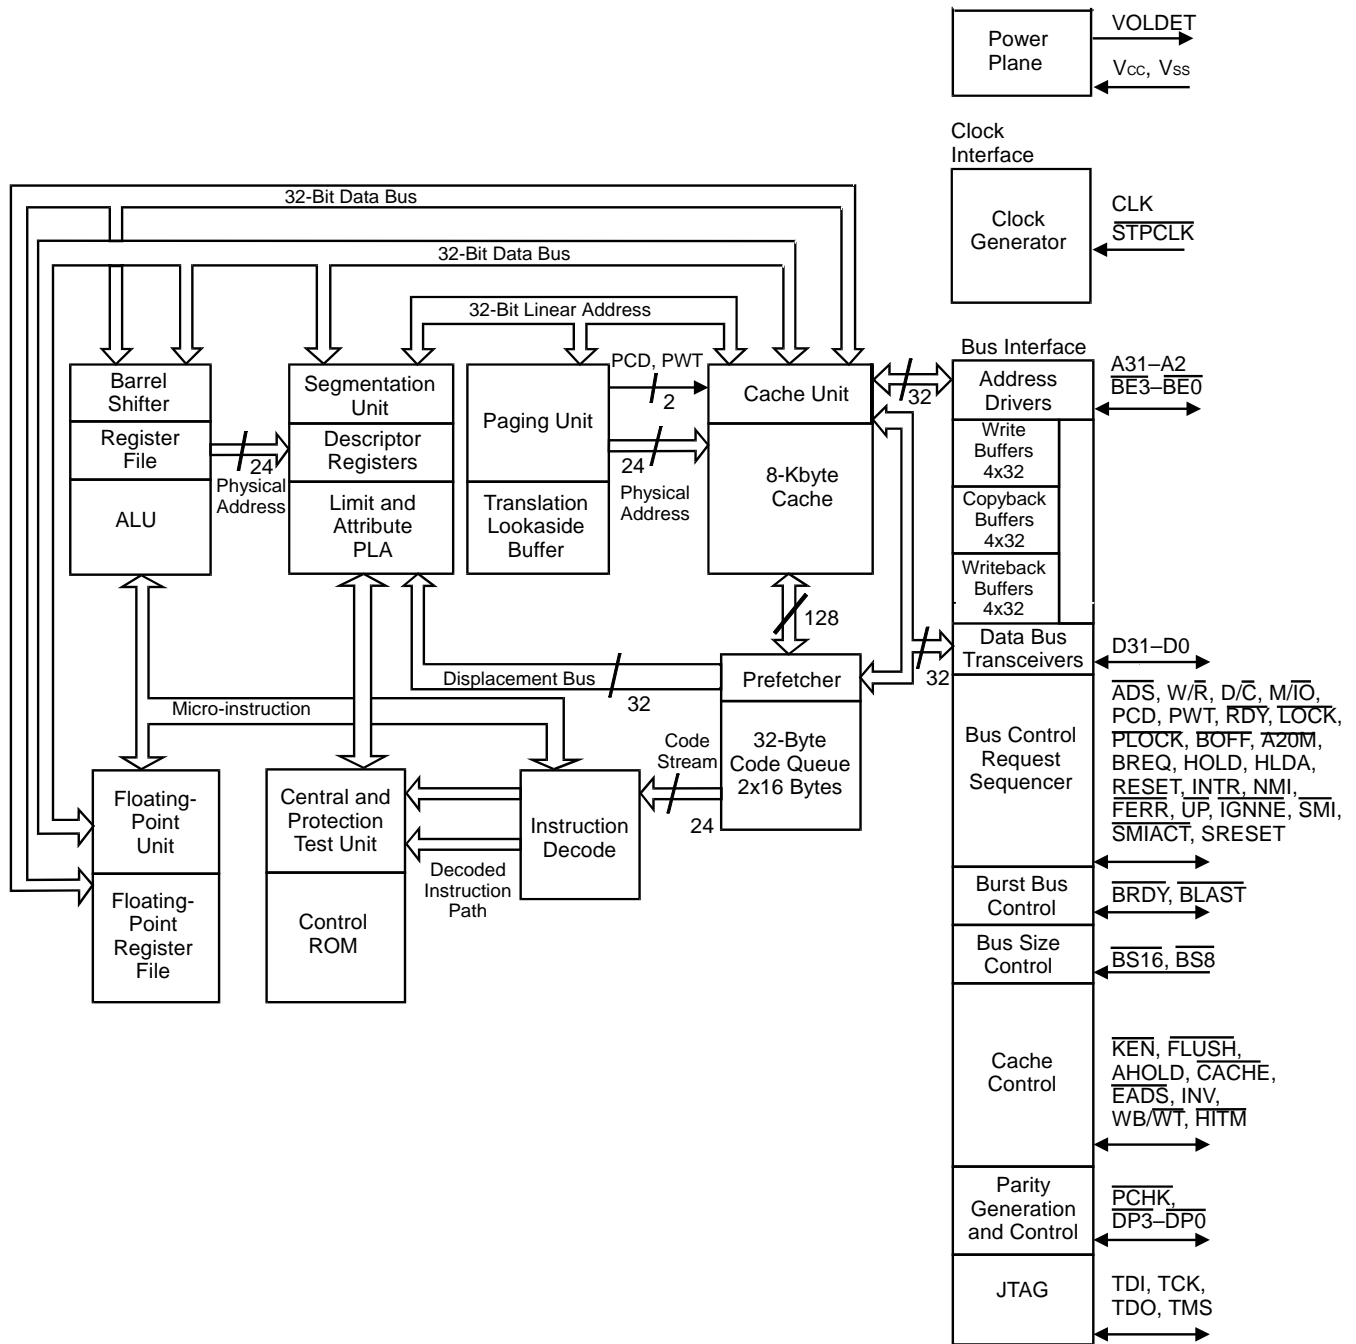 Power
Plane
VOLDET
VCC, VSS
Clock
Interface
Clock
Generator
CLK
STPCLK
32-Bit Data Bus
32-Bit Data Bus
32-Bit Linear Address
Barrel
Shifter
Register
File
ALU
24
Physical
Address
Segmentation
Unit
Descriptor
Registers
Limit and
Attribute
PLA
Paging Unit
Translation
Lookaside
Buffer
PCD, PWT
2
24
Physical
Address
Cache Unit
8-Kbyte
Cache
32
128
Bus Interface
Address
Drivers
A31–A2
BE3–BE0
Write
Buffers
4x32
Copyback
Buffers
4x32
Writeback
Buffers
4x32
Data Bus
Transceivers
D31–D0
32
Displacement Bus
32
Prefetcher
32-Byte
Code Queue
2x16 Bytes
Micro-instruction
Code
Stream
24
Floating-
Point
Unit
Floating-
Point
Register
File
Central and
Protection
Test Unit
Control
ROM
Instruction
Decode
Decoded
Instruction
Path
Bus Control
Request
Sequencer
ADS, W/R, D/C, M/IO,
PCD, PWT, RDY, LOCK,
PLOCK, BOFF, A20M,
BREQ, HOLD, HLDA,
RESET, INTR, NMI,
FERR, UP, IGNNE, SMI,
SMIACT, SRESET
Burst Bus
Control
BRDY, BLAST
Bus Size
Control
BS16, BS8
Cache
Control
KEN, FLUSH,
AHOLD, CACHE,
EADS, INV,
WB/WT, HITM
Parity
Generation
and Control
PCHK,
DP3–DP0
JTAG
TDI, TCK,
TDO, TMS